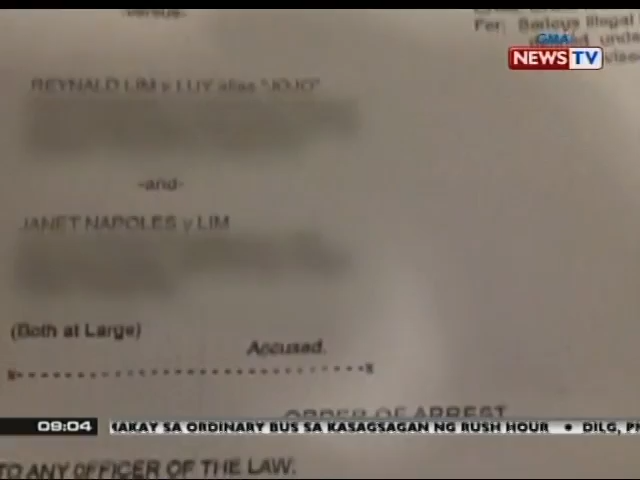 -versus-
For: Serious Illegal
GMA
NEWS TV
REYNALD LIM y LUY alias "JOJO"
-and-
JANET NAPOLES y LIM
(Both at Large)
Accused.
x-----------------------------x
ORDER OF ARREST
09:04 MAKAY SA ORDINARY BUS SA KASAGSAGAN NG RUSH HOUR • DILG, PN
TO ANY OFFICER OF THE LAW: